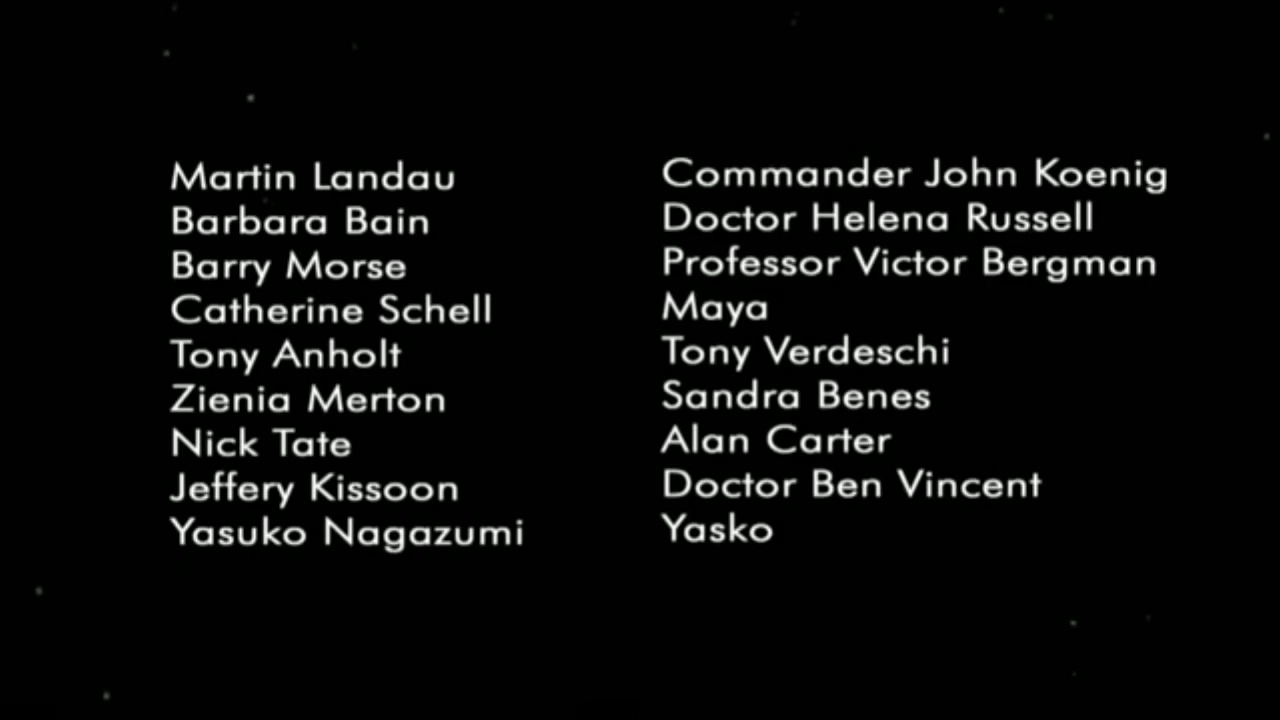 Martin Landau Commander John Koenig
Barbara Bain Doctor Helena Russell
Barry Morse Professor Victor Bergman
Catherine Schell Maya
Tony Anholt Tony Verdeschi
Zienia Merton Sandra Benes
Nick Tate Alan Carter
Jeffery Kissoon Doctor Ben Vincent
Yasuko Nagazumi Yasko